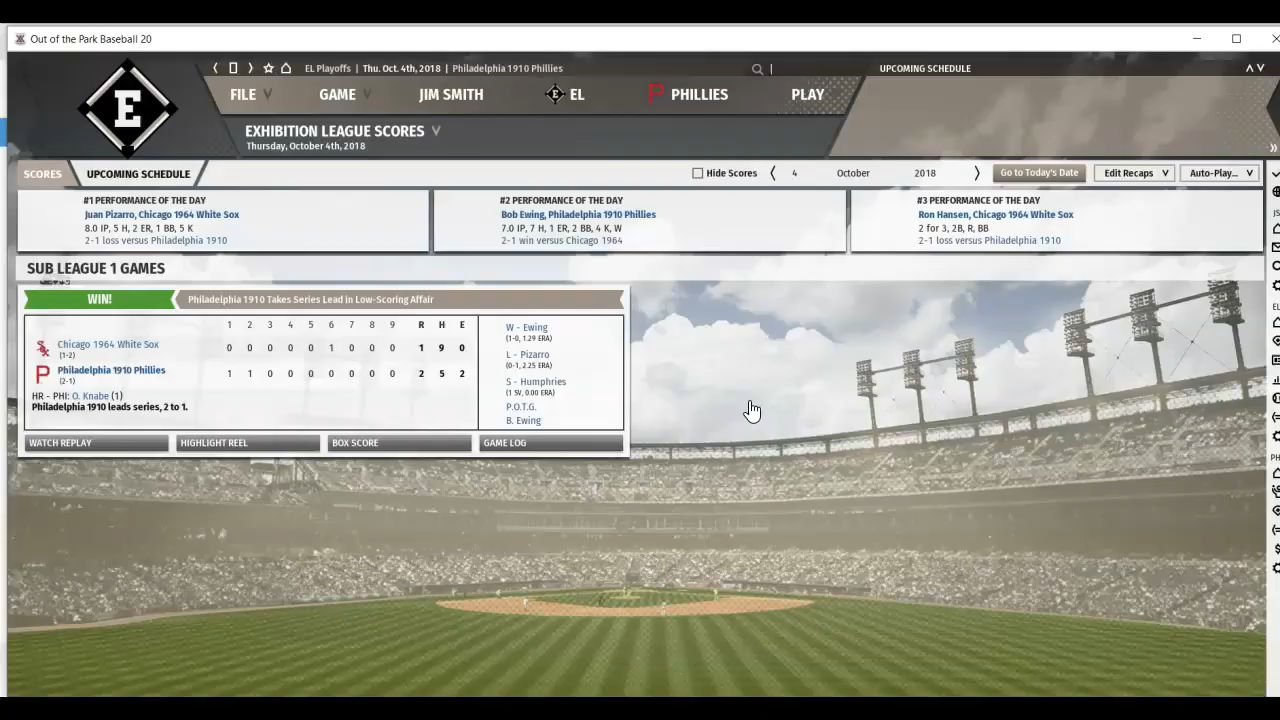 Out of the Park Baseball 20
EL Playoffs | Thu. Oct. 4th, 2018 | Philadelphia 1910 Phillies
UPCOMING SCHEDULE
E
FILE GAME JIM SMITH E EL P PHILLIES PLAY
EXHIBITION LEAGUE SCORES
Thursday, October 4th, 2018
SCORES UPCOMING SCHEDULE Hide Scores 4 October 2018 Go to Today's Date Edit Recaps Auto-Play...
#1 PERFORMANCE OF THE DAY
Juan Pizarro, Chicago 1964 White Sox
8.0 IP, 5 H, 2 ER, 1 BB, 5 K
2-1 loss versus Philadelphia 1910
#2 PERFORMANCE OF THE DAY
Bob Ewing, Philadelphia 1910 Phillies
7.0 IP, 7 H, 1 ER, 2 BB, 4 K, W
2-1 win versus Chicago 1964
#3 PERFORMANCE OF THE DAY
Ron Hansen, Chicago 1964 White Sox
2 for 3, 2B, R, BB
2-1 loss versus Philadelphia 1910
SUB LEAGUE 1 GAMES
WIN! Philadelphia 1910 Takes Series Lead in Low-Scoring Affair
1 2 3 4 5 6 7 8 9 R H E
Chicago 1964 White Sox 0 0 0 0 0 1 0 0 0 1 9 0
(1-2)
Philadelphia 1910 Phillies 1 1 0 0 0 0 0 0 0 2 5 2
(2-1)
HR - PHI: O. Knabe (1)
Philadelphia 1910 leads series, 2 to 1.
W - Ewing
(1-0, 1.29 ERA)
L - Pizarro
(0-1, 2.25 ERA)
S - Humphries
(1 SV, 0.00 ERA)
P.O.T.G.
B. Ewing
WATCH REPLAY HIGHLIGHT REEL BOX SCORE GAME LOG